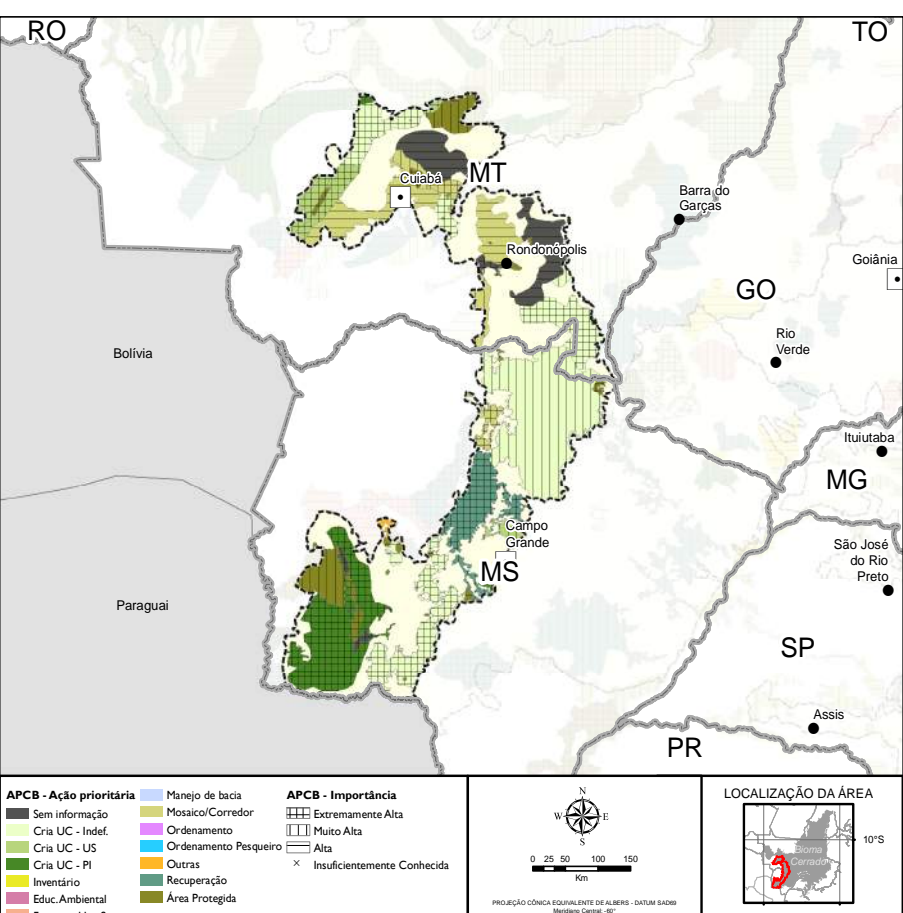 RO
TO
MT
Cuiabá
Barra do
Garças
Rondonópolis
Goiânia
GO
Rio
Verde
Bolívia
Ituiutaba
MG
Campo
Grande
São José
do Rio
Preto
MS
Paraguai
SP
Assis
PR
APCB - Ação prioritária
Sem informação
Cria UC - Indef.
Cria UC - US
Cria UC - PI
Inventário
Educ. Ambiental
Manejo de bacia
Mosaico/Corredor
Ordenamento
Ordenamento Pesqueiro
Outras
Recuperação
Área Protegida
APCB - Importância
Extremamente Alta
Muito Alta
Alta
Insuficientemente Conhecida
N
W E
S
0 25 50 100 150
Km
PROJEÇÃO CÔNICA EQUIVALENTE DE ALBERS - DATUM SAD69
Meridiano Central: -60°
LOCALIZAÇÃO DA ÁREA
10°S
Bioma
Cerrado